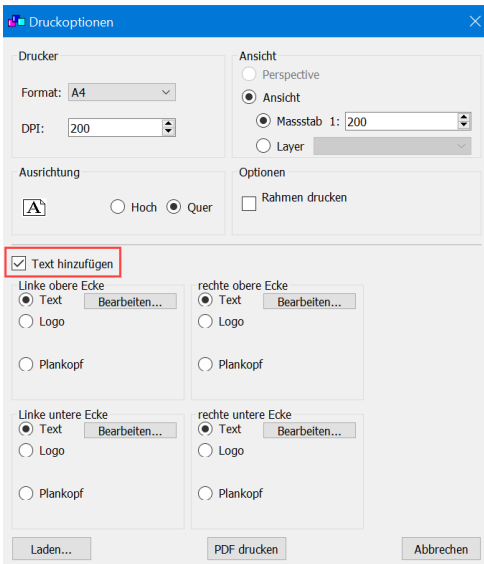 Druckoptionen
Drucker
Format: A4
DPI: 200
Ansicht
Perspective
Ansicht
Massstab 1: 200
Layer
Ausrichtung
A Hoch Quer
Optionen
Rahmen drucken
Text hinzufügen
Linke obere Ecke
Text Bearbeiten...
Logo
Plankopf
rechte obere Ecke
Text Bearbeiten...
Logo
Plankopf
Linke untere Ecke
Text Bearbeiten...
Logo
Plankopf
rechte untere Ecke
Text Bearbeiten...
Logo
Plankopf
Laden... PDF drucken Abbrechen